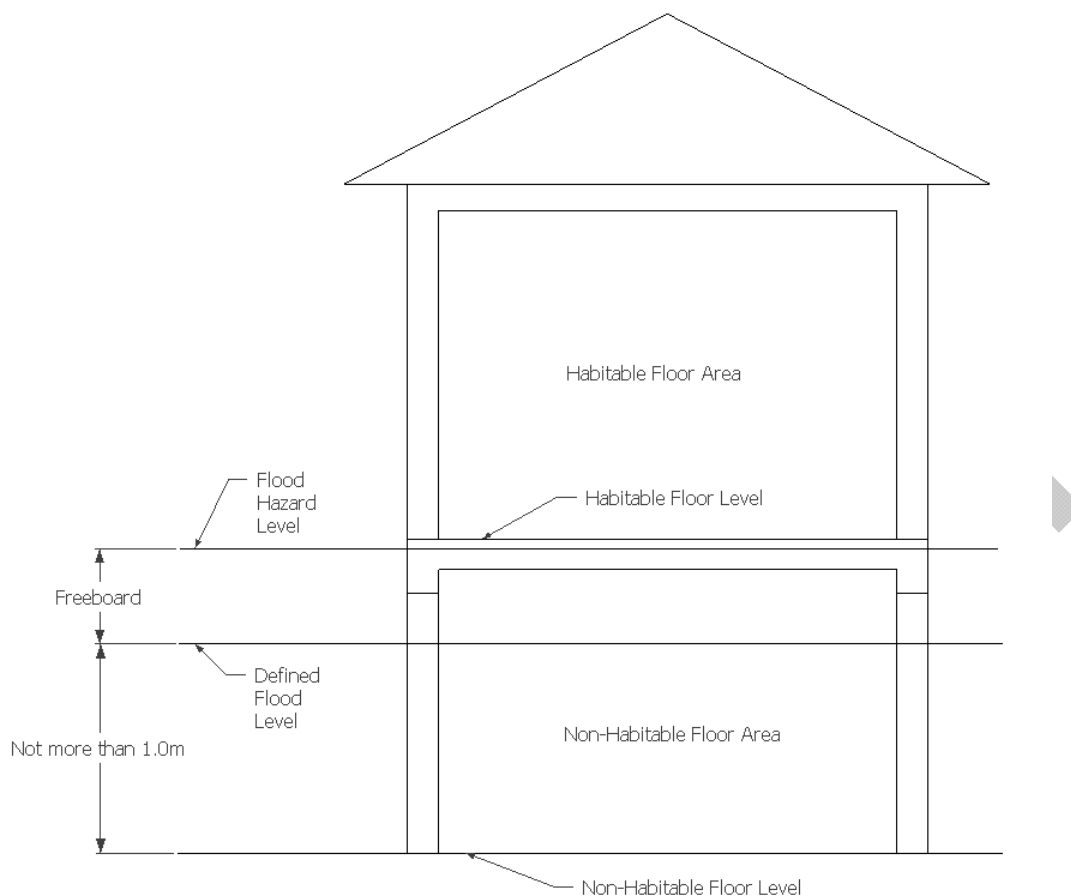 Habitable Floor Area
Flood
Hazard
Level
Habitable Floor Level
Freeboard
Defined
Flood
Level
Not more than 1.0m
Non-Habitable Floor Area
Non-Habitable Floor Level